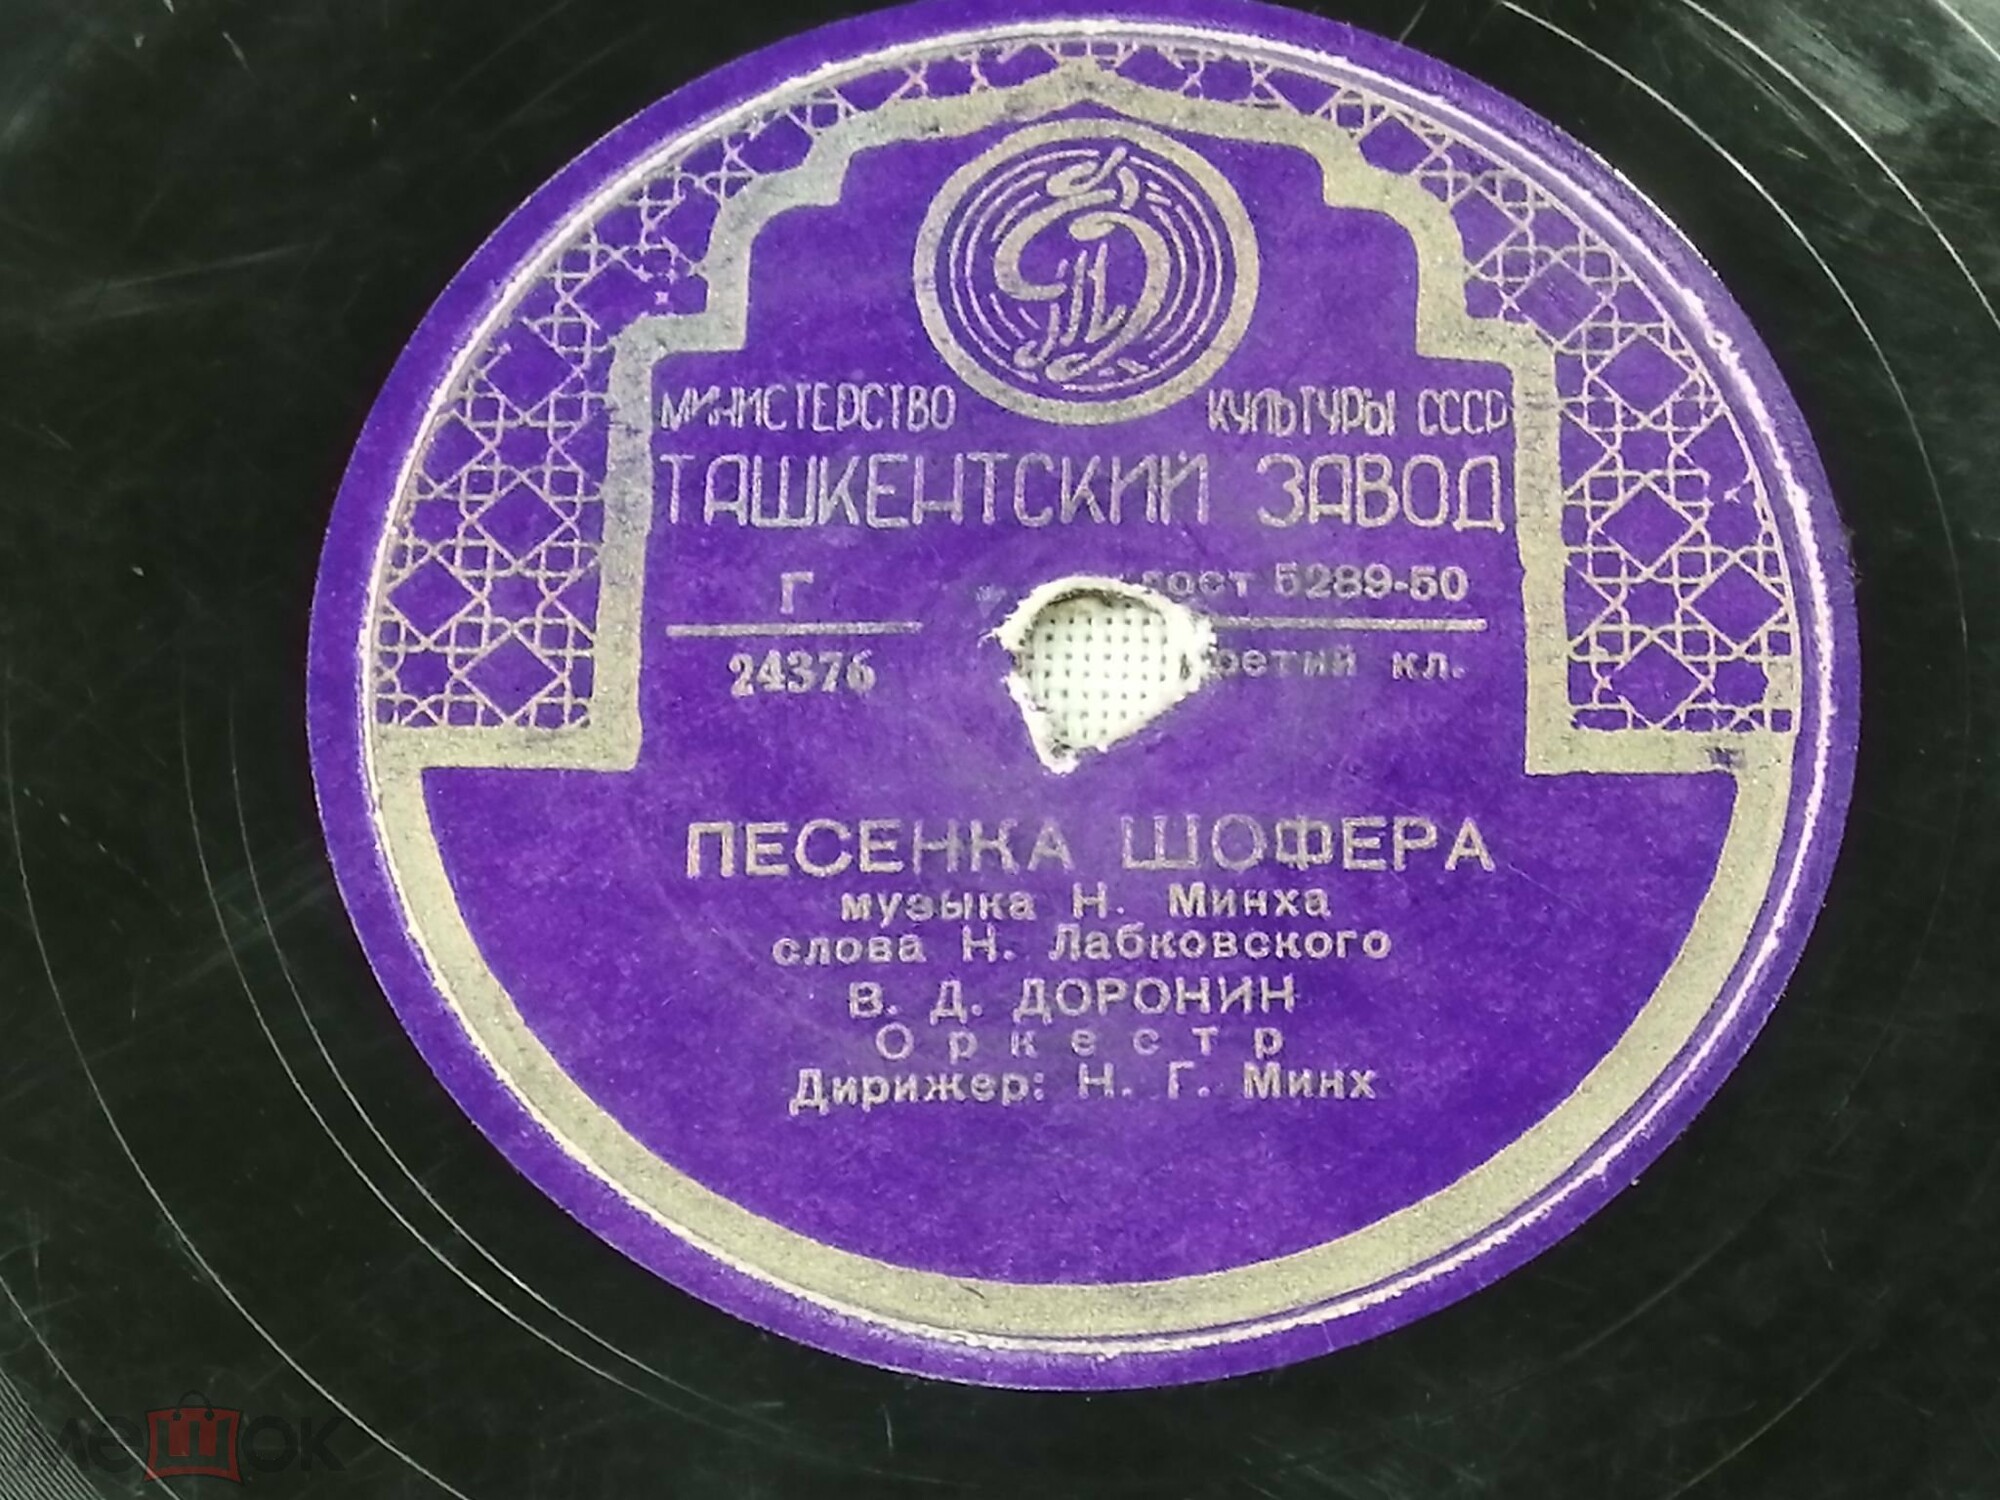 МИНИСТЕРСТВО КУЛЬТУРЫ СССР
ТАШКЕНТСКИЙ ЗАВОД
Г 5289-50
24376 кл.
ПЕСЕНКА ШОФЕРА
музыка Н. Минха
слова Н. Лабковского
В. Д. ДОРОНИН
Оркестр
Дирижер: Н. Г. Минх
мешок